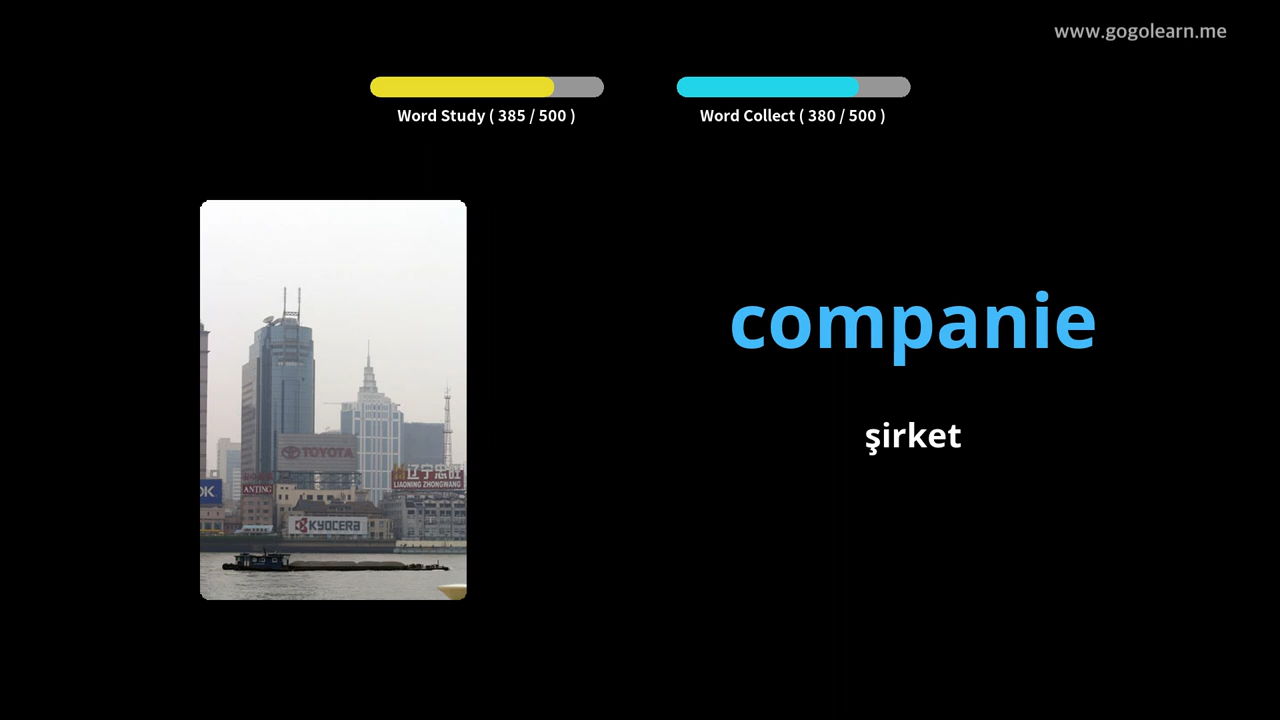 www.gogolearn.me
Word Study ( 385 / 500 )
Word Collect ( 380 / 500 )
companie
şirket
TOYOTA
辽宁忠旺
LIAONING ZHONGWANG
ANTING
KYOCERA